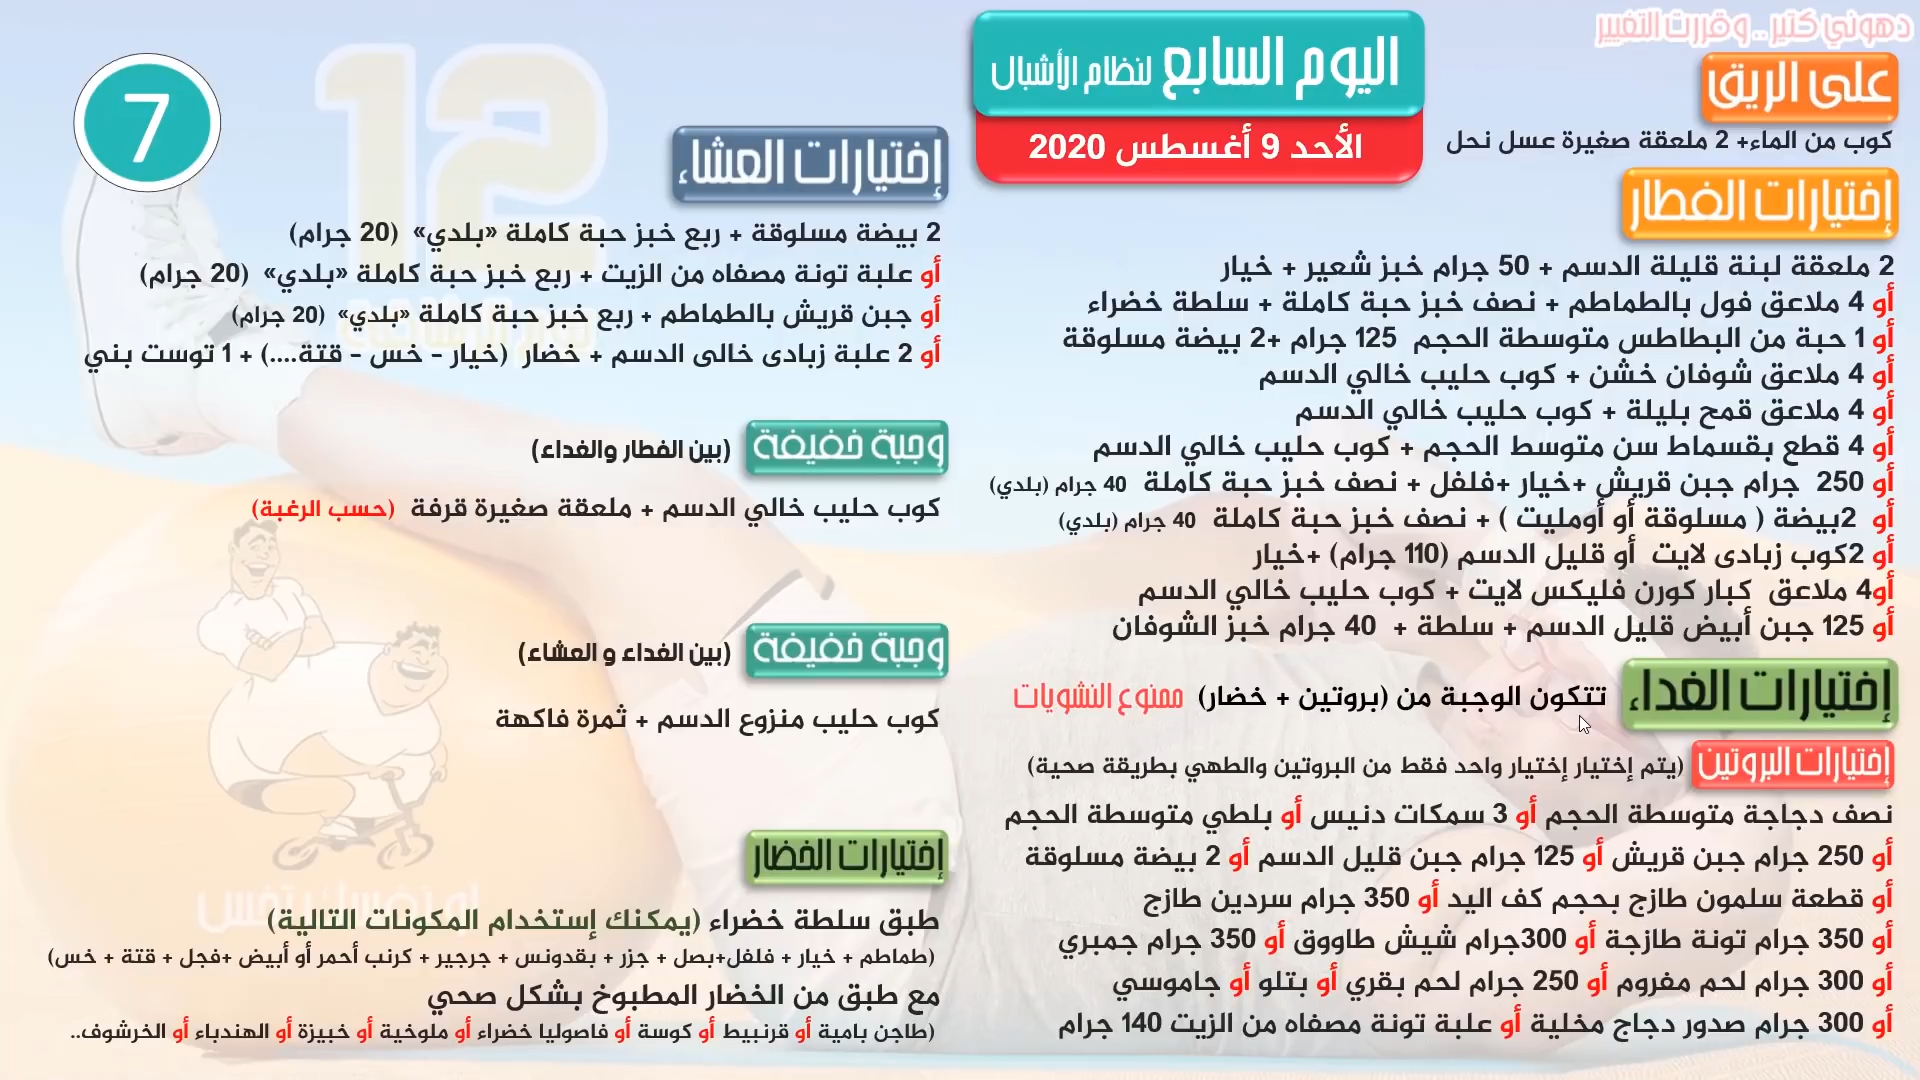 دهوني كتير .. وقررت التغيير
اليوم السابع لنظام الأشبال
الأحد 9 أغسطس 2020
7
12
على الريق
كوب من الماء+ 2 ملعقة صغيرة عسل نحل
إختيارات الفطار
2 ملعقة لبنة قليلة الدسم + 50 جرام خبز شعير + خيار
أو 4 ملاعق فول بالطماطم + نصف خبز حبة كاملة + سلطة خضراء
أو 1 حبة من البطاطس متوسطة الحجم 125 جرام +2 بيضة مسلوقة
أو 4 ملاعق شوفان خشن + كوب حليب خالي الدسم
أو 4 ملاعق قمح بليلة + كوب حليب خالي الدسم
أو 4 قطع بقسماط سن متوسط الحجم + كوب حليب خالي الدسم
أو 250 جرام جبن قريش +خيار +فلفل + نصف خبز حبة كاملة 40 جرام (بلدي)
أو 2بيضة ( مسلوقة أو أومليت ) + نصف خبز حبة كاملة 40 جرام (بلدي)
أو 2كوب زبادى لايت أو قليل الدسم (110 جرام) +خيار
أو4 ملاعق كبار كورن فليكس لايت + كوب حليب خالي الدسم
أو 125 جبن أبيض قليل الدسم + سلطة + 40 جرام خبز الشوفان
إختيارات الغداء
تتكون الوجبة من (بروتين + خضار) ممنوع النشويات
إختيارات البروتين (يتم إختيار إختيار واحد فقط من البروتين والطهي بطريقة صحية)
نصف دجاجة متوسطة الحجم أو 3 سمكات دنيس أو بلطي متوسطة الحجم
أو 250 جرام جبن قريش أو 125 جرام جبن قليل الدسم أو 2 بيضة مسلوقة
أو قطعة سلمون طازج بحجم كف اليد أو 350 جرام سردين طازج
أو 350 جرام تونة طازجة أو 300جرام شيش طاووق أو 350 جرام جمبري
أو 300 جرام لحم مفروم أو 250 جرام لحم بقري أو بتلو أو جاموسي
أو 300 جرام صدور دجاج مخلية أو علبة تونة مصفاه من الزيت 140 جرام
إختيارات العشاء
2 بيضة مسلوقة + ربع خبز حبة كاملة «بلدي» (20 جرام)
أو علبة تونة مصفاه من الزيت + ربع خبز حبة كاملة «بلدي» (20 جرام)
أو جبن قريش بالطماطم + ربع خبز حبة كاملة «بلدي» (20 جرام)
أو 2 علبة زبادى خالى الدسم + خضار (خيار – خس – قتة....) + 1 توست بني
وجبة خفيفة (بين الفطار والغداء)
كوب حليب خالي الدسم + ملعقة صغيرة قرفة (حسب الرغبة)
وجبة خفيفة (بين الغداء و العشاء)
كوب حليب منزوع الدسم + ثمرة فاكهة
إختيارات الخضار
طبق سلطة خضراء (يمكنك إستخدام المكونات التالية)
(طماطم + خيار + فلفل+بصل + جزر + بقدونس + جرجير + كرنب أحمر أو أبيض +فجل + قتة + خس)
مع طبق من الخضار المطبوخ بشكل صحي
(طاجن بامية أو قرنبيط أو كوسة أو فاصوليا خضراء أو ملوخية أو خبيزة أو الهندباء أو الخرشوف..